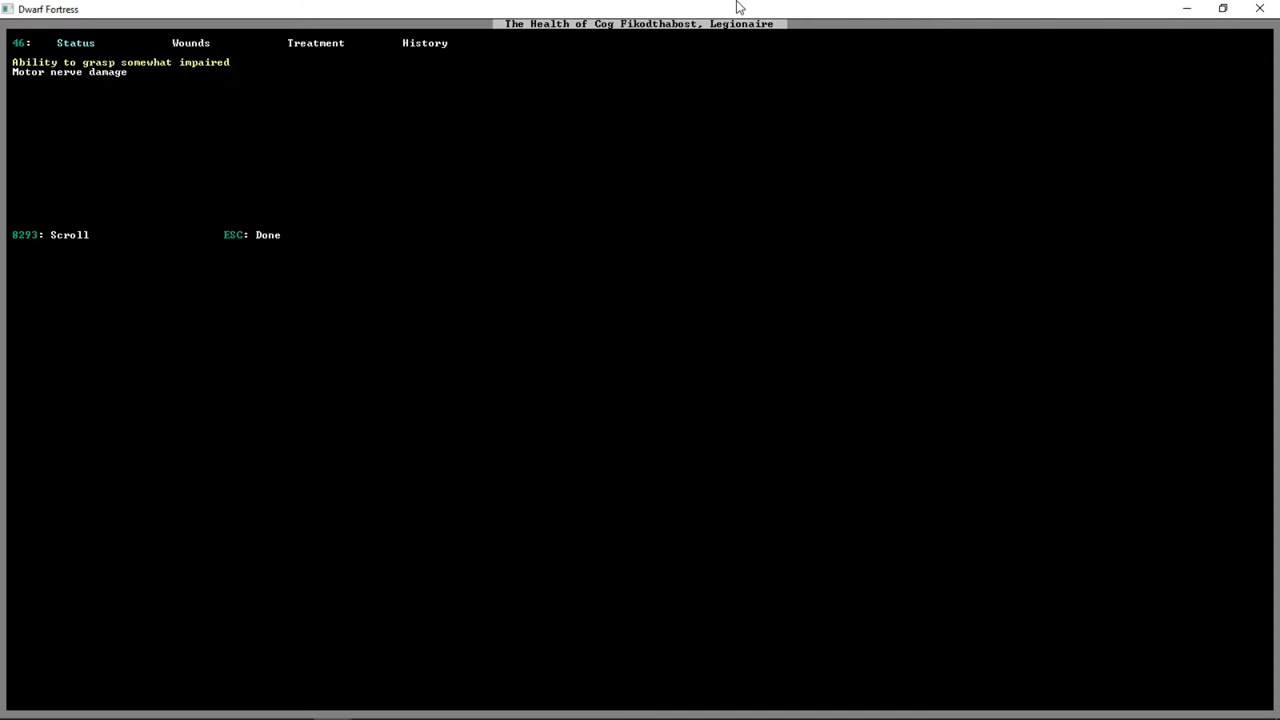 Dwarf Fortress
The Health of Cog Fikodthabost, Legionaire
46: Status Wounds Treatment History
Ability to grasp somewhat impaired
Motor nerve damage
8293: Scroll ESC: Done